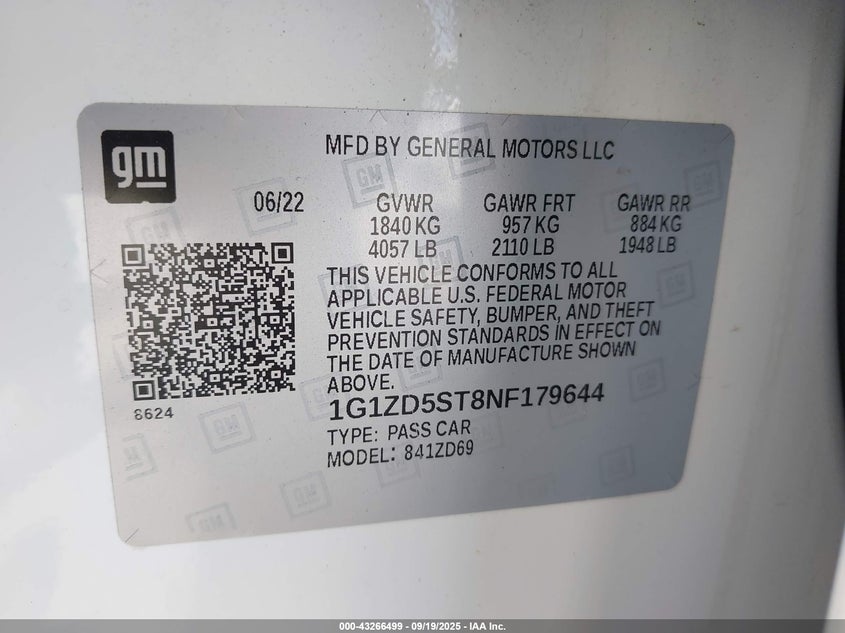 gm
MFD BY GENERAL MOTORS LLC
06/22
GVWR GAWR FRT GAWR RR
1840 KG 957 KG 884 KG
4057 LB 2110 LB 1948 LB
THIS VEHICLE CONFORMS TO ALL
APPLICABLE U.S. FEDERAL MOTOR
VEHICLE SAFETY, BUMPER, AND THEFT
PREVENTION STANDARDS IN EFFECT ON
THE DATE OF MANUFACTURE SHOWN
ABOVE.
8624
1G1ZD5ST8NF179644
TYPE: PASS CAR
MODEL: 841ZD69
000-43266499 - 09/19/2025 - IAA Inc.